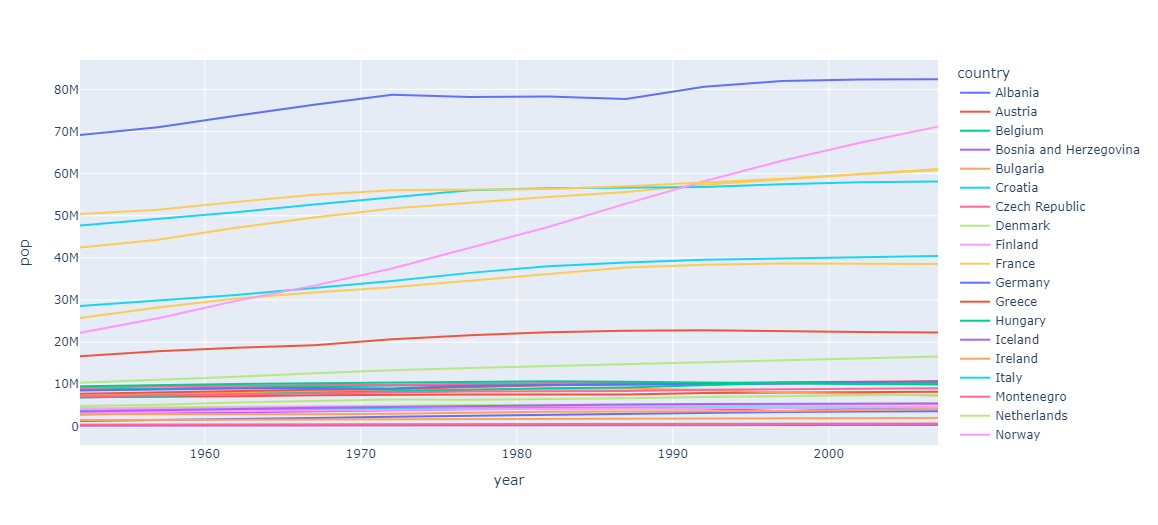 80M
70M
60M
50M
40M
30M
20M
10M
0
pop
1960
1970
1980
1990
2000
year
country
Albania
Austria
Belgium
Bosnia and Herzegovina
Bulgaria
Croatia
Czech Republic
Denmark
Finland
France
Germany
Greece
Hungary
Iceland
Ireland
Italy
Montenegro
Netherlands
Norway